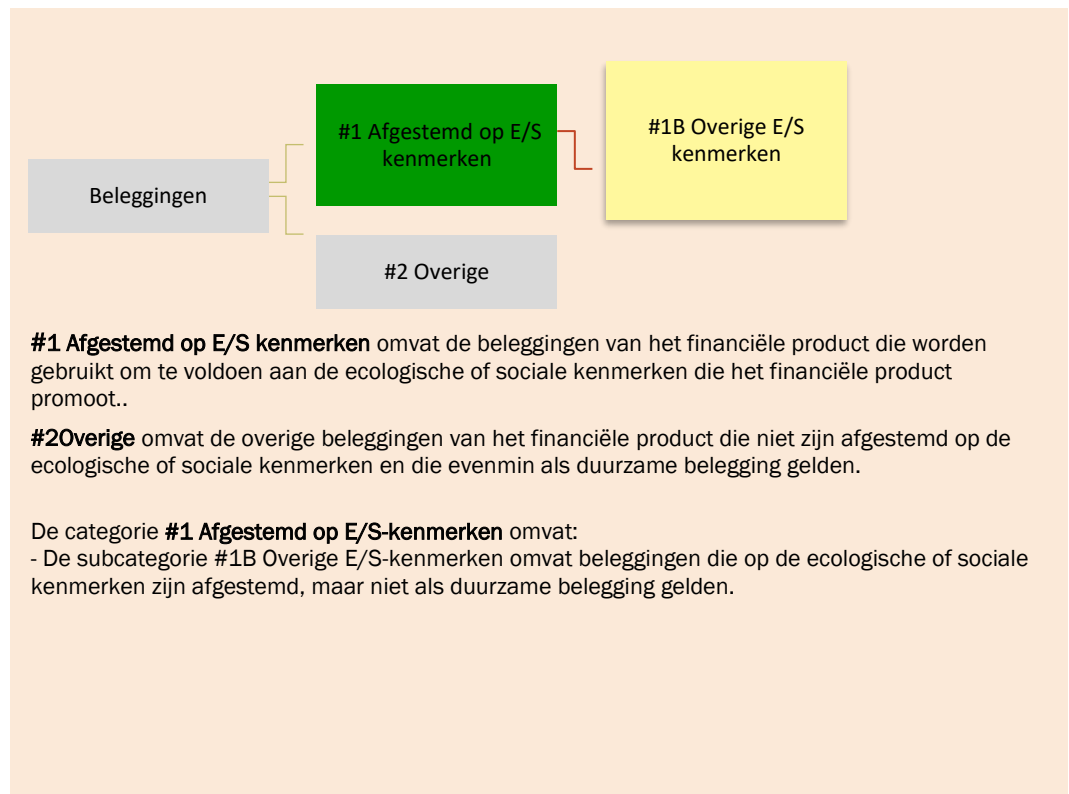 #1 Afgestemd op E/S
kenmerken
#1B Overige E/S
kenmerken
Beleggingen
#2 Overige
#1 Afgestemd op E/S kenmerken omvat de beleggingen van het financiële product die worden
gebruikt om te voldoen aan de ecologische of sociale kenmerken die het financiële product
promoot..
#2Overige omvat de overige beleggingen van het financiële product die niet zijn afgestemd op de
ecologische of sociale kenmerken en die evenmin als duurzame belegging gelden.
De categorie #1 Afgestemd op E/S-kenmerken omvat:
- De subcategorie #1B Overige E/S-kenmerken omvat beleggingen die op de ecologische of sociale
kenmerken zijn afgestemd, maar niet als duurzame belegging gelden.